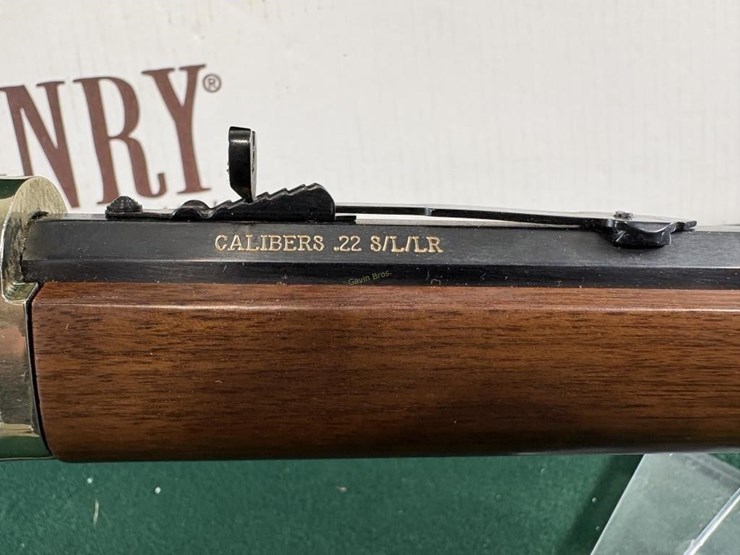 NRY®
CALIBERS .22 S/L/LR
Gavin Bros.